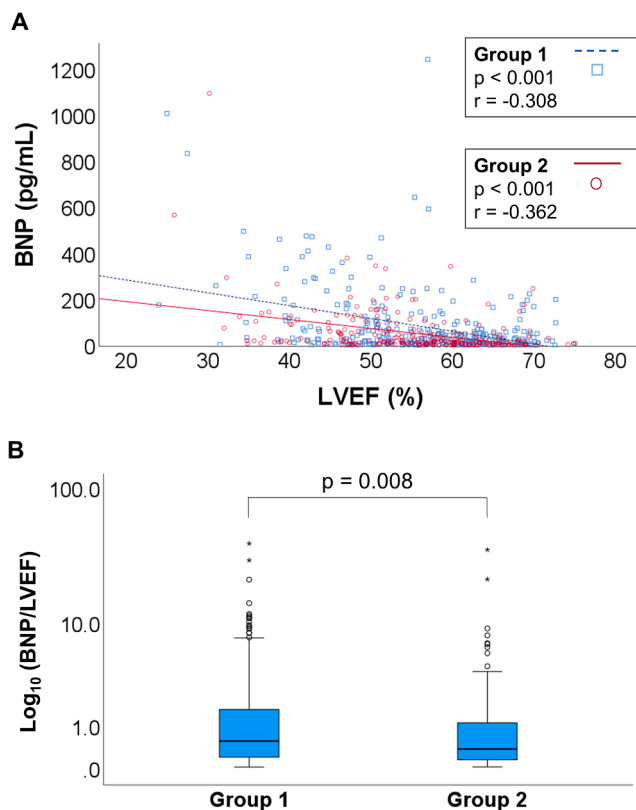 A
1200
1000
800
600
400
200
0
BNP (pg/mL)
20 30 40 50 60 70 80
LVEF (%)
Group 1
p < 0.001
r = -0.308
Group 2
p < 0.001
r = -0.362
B
p = 0.008
100.0
10.0
1.0
.0
Log₁₀ (BNP/LVEF)
Group 1 Group 2